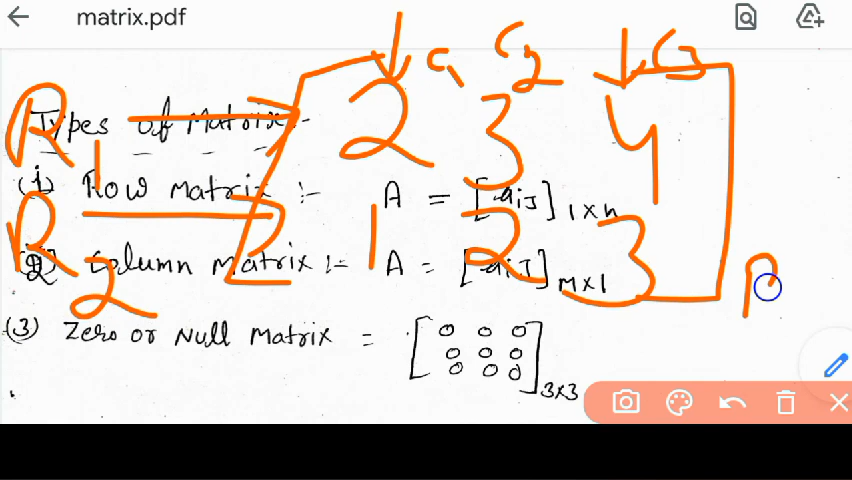 matrix.pdf
C1 C2 C3
R1 2 3 4
Types of Matrix:-
(i) Row Matrix :- A = [aij]1×n
R2 1 2 3
(2) Column Matrix :- A = [aij]M×1
(3) Zero or Null Matrix = [0 0 0
0 0 0
0 0 0]3×3